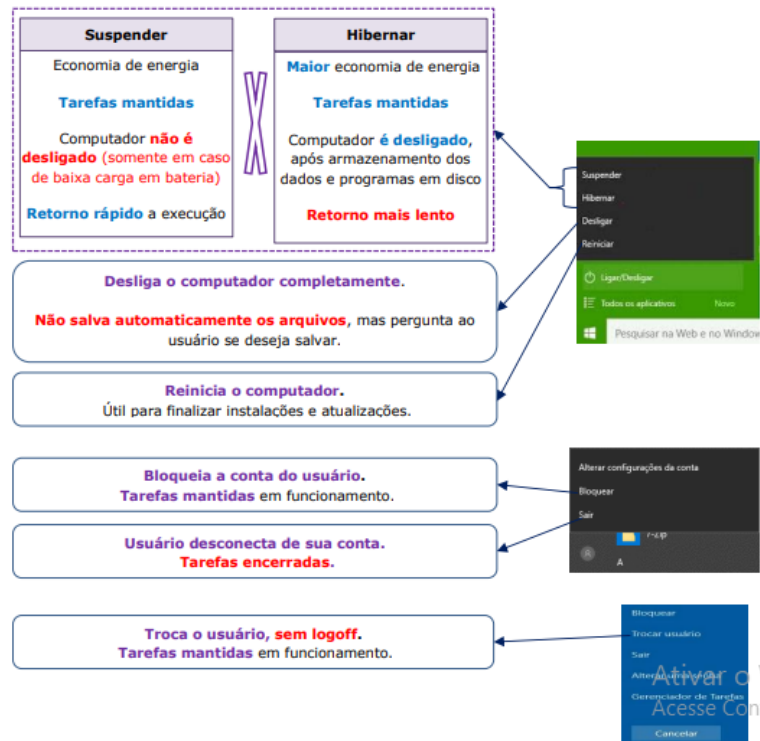 Suspender
Economia de energia
Tarefas mantidas
Computador não é
desligado (somente em caso
de baixa carga em bateria)
Retorno rápido a execução
X
Hibernar
Maior economia de energia
Tarefas mantidas
Computador é desligado,
após armazenamento dos
dados e programas em disco
Retorno mais lento
Suspender
Hibernar
Desligar
Reiniciar
Ligar/Desligar
Todos os aplicativos Novo
Pesquisar na Web e no Window
Desliga o computador completamente.
Não salva automaticamente os arquivos, mas pergunta ao
usuário se deseja salvar.
Reinicia o computador.
Útil para finalizar instalações e atualizações.
Bloqueia a conta do usuário.
Tarefas mantidas em funcionamento.
Usuário desconecta de sua conta.
Tarefas encerradas.
Alterar configurações da conta
Bloquear
Sair
7-Zip
A
Troca o usuário, sem logoff.
Tarefas mantidas em funcionamento.
Bloquear
Trocar usuário
Sair
Gerenciador de Tarefas
Cancelar
Ativar o
Acesse Con